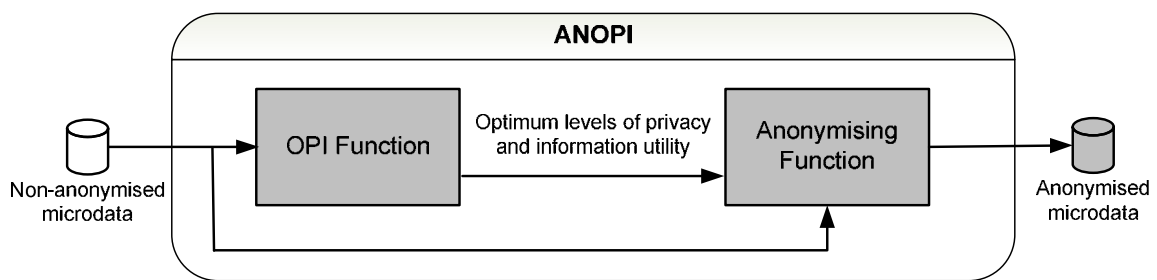 ANOPI
OPI Function
Optimum levels of privacy
and information utility
Anonymising
Function
Non-anonymised
microdata
Anonymised
microdata